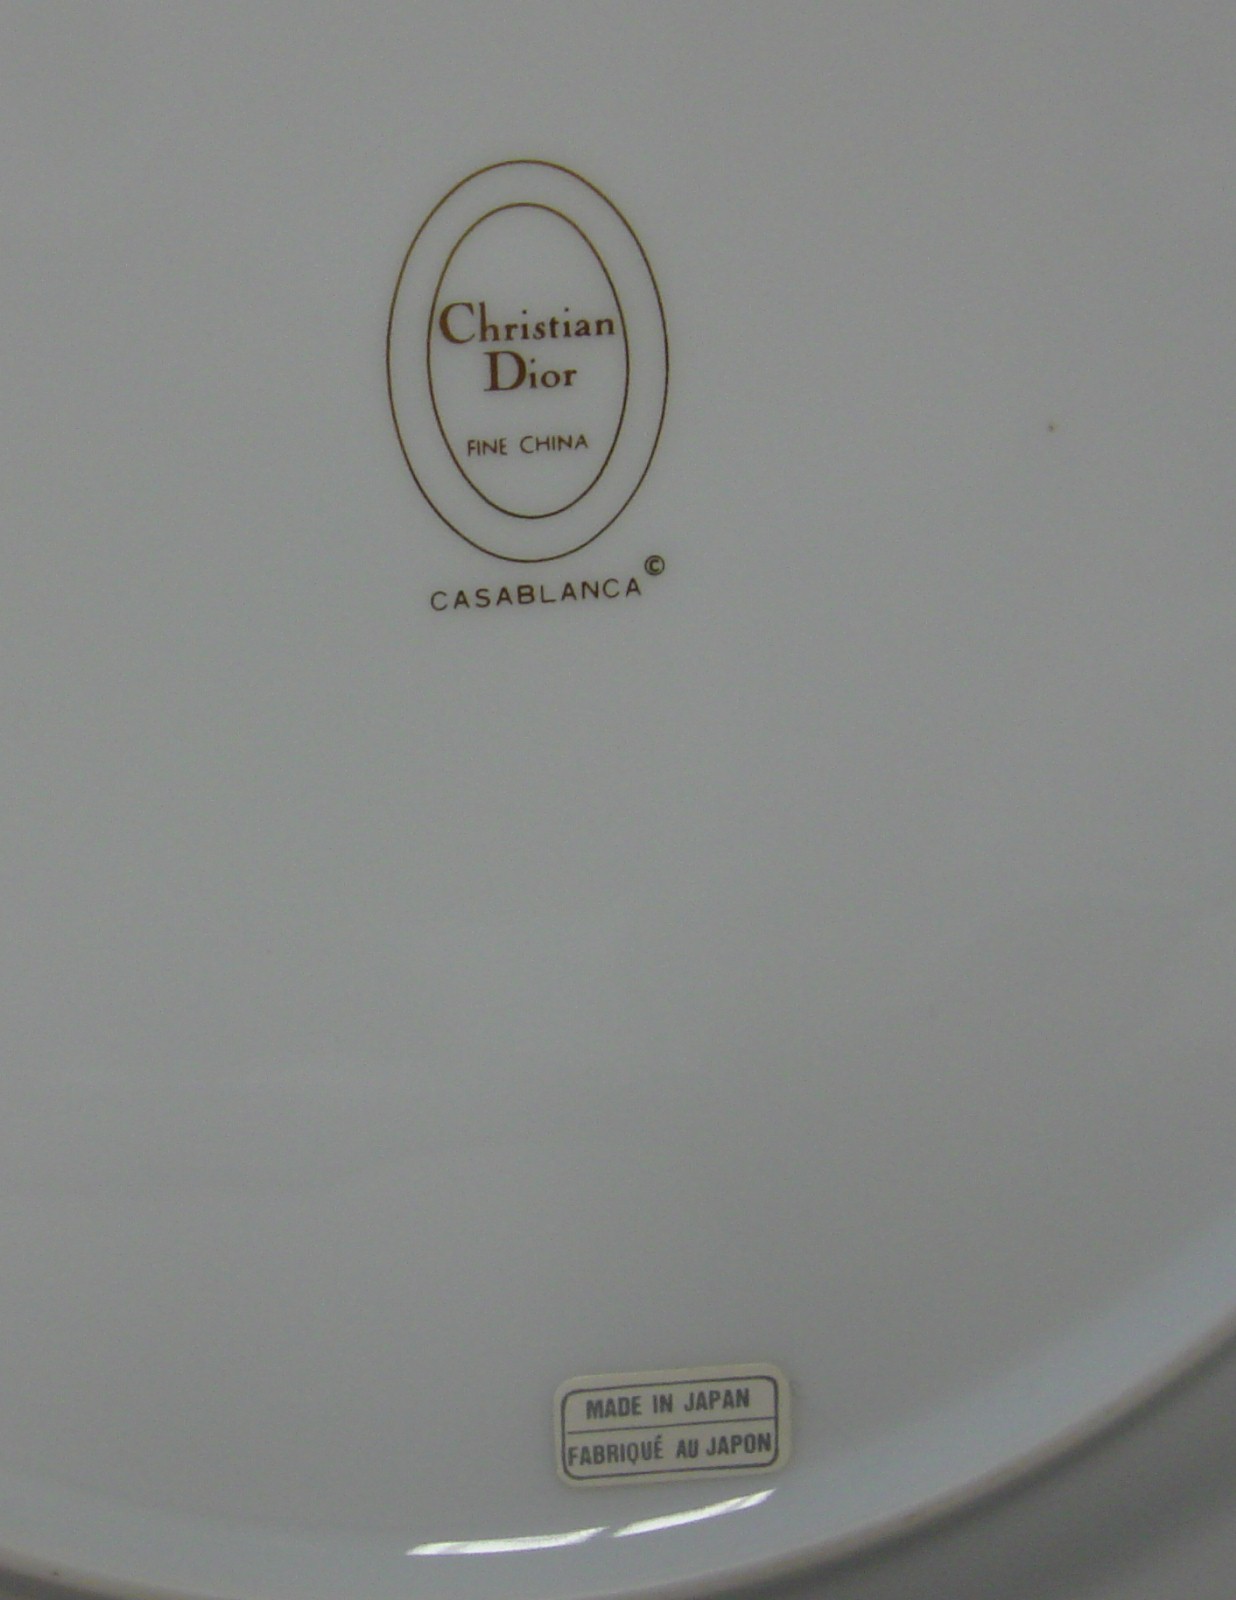 Christian
Dior
FINE CHINA
CASABLANCA©
MADE IN JAPAN
FABRIQUÉ AU JAPON